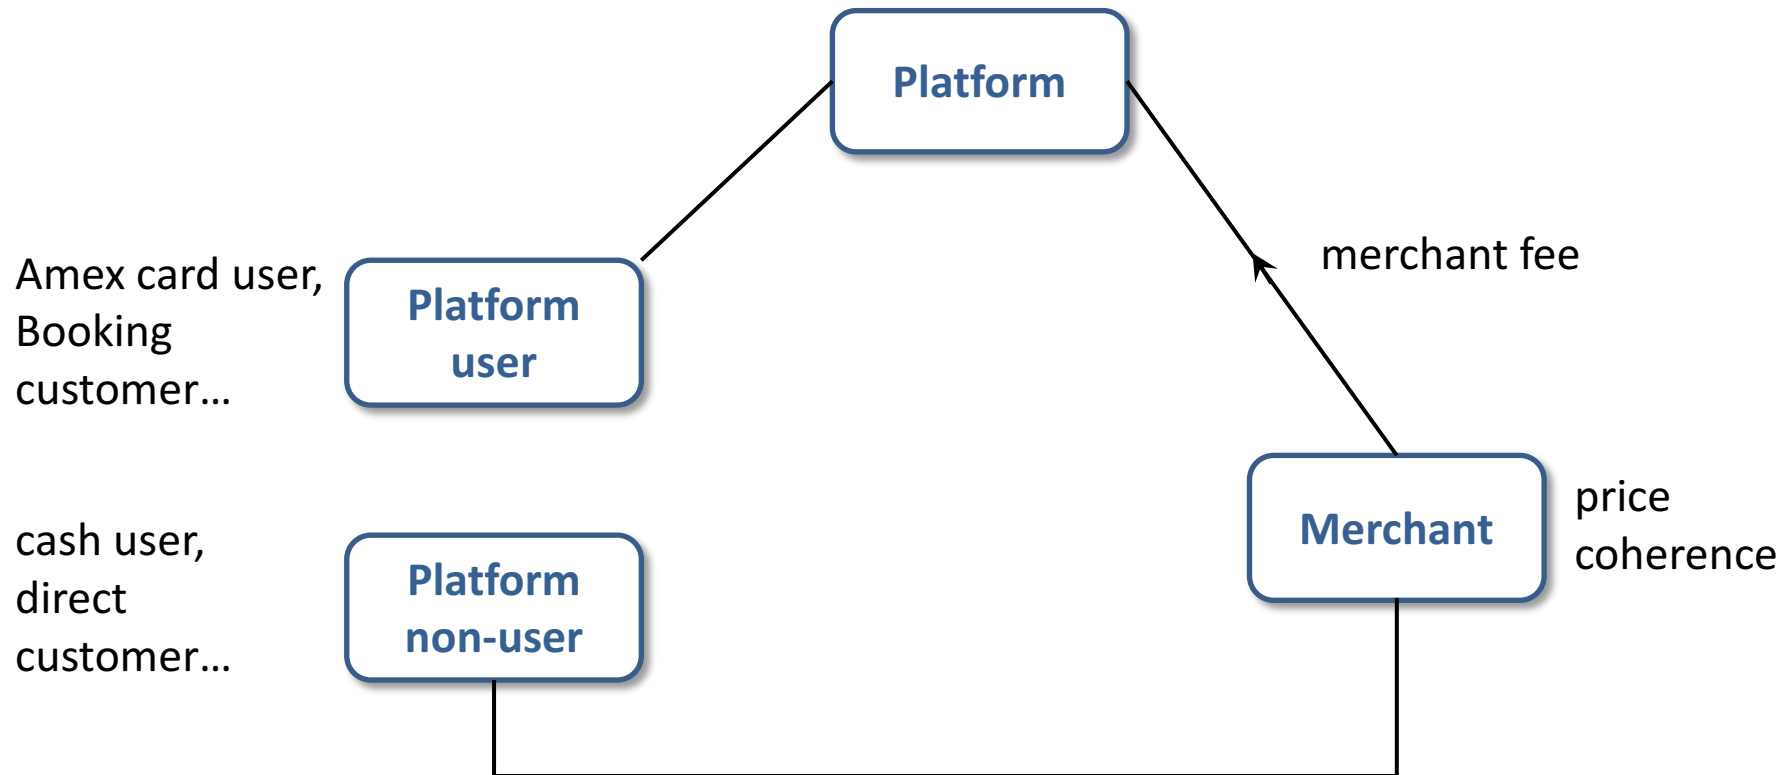 Platform
merchant fee
Amex card user,
Booking
customer…
Platform
user
cash user,
direct
customer…
Platform
non-user
Merchant
price
coherence